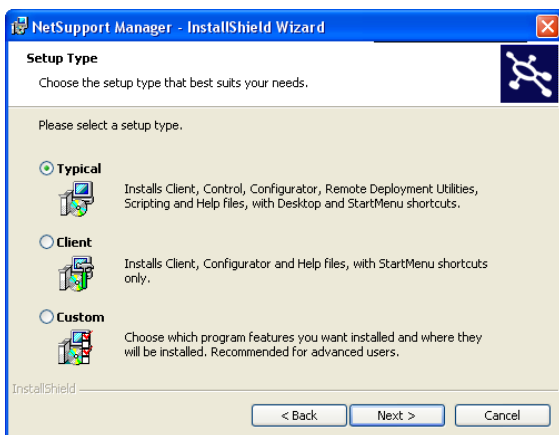 NetSupport Manager - InstallShield Wizard
Setup Type
Choose the setup type that best suits your needs.
Please select a setup type.
Typical
Installs Client, Control, Configurator, Remote Deployment Utilities,
Scripting and Help files, with Desktop and StartMenu shortcuts.
Client
Installs Client, Configurator and Help files, with StartMenu shortcuts
only.
Custom
Choose which program features you want installed and where they
will be installed. Recommended for advanced users.
InstallShield
< Back Next > Cancel